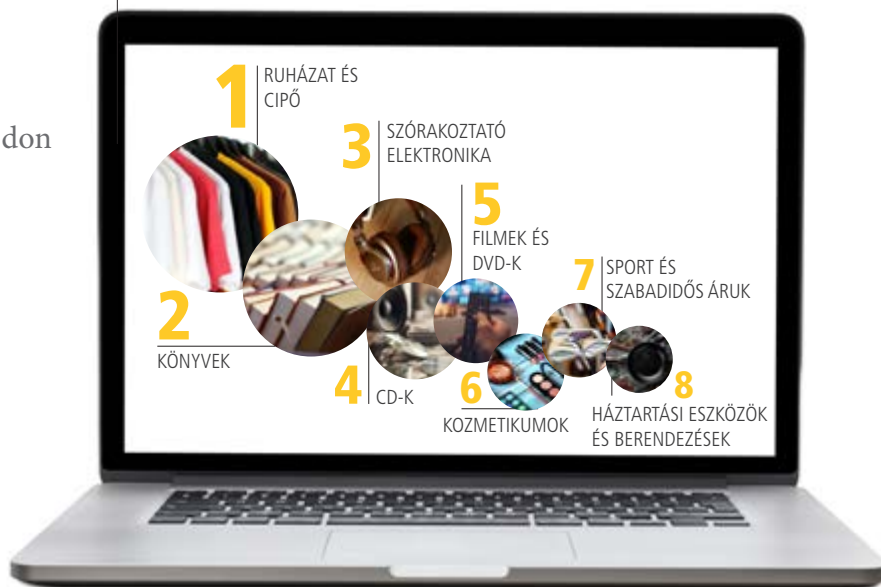 don
1
RUHÁZAT ÉS
CIPŐ
2
KÖNYVEK
3
SZÓRAKOZTATÓ
ELEKTRONIKA
4
CD-K
5
FILMEK ÉS
DVD-K
6
KOZMETIKUMOK
7
SPORT ÉS
SZABADIDŐS ÁRUK
8
HÁZTARTÁSI ESZKÖZÖK
ÉS BERENDEZÉSEK